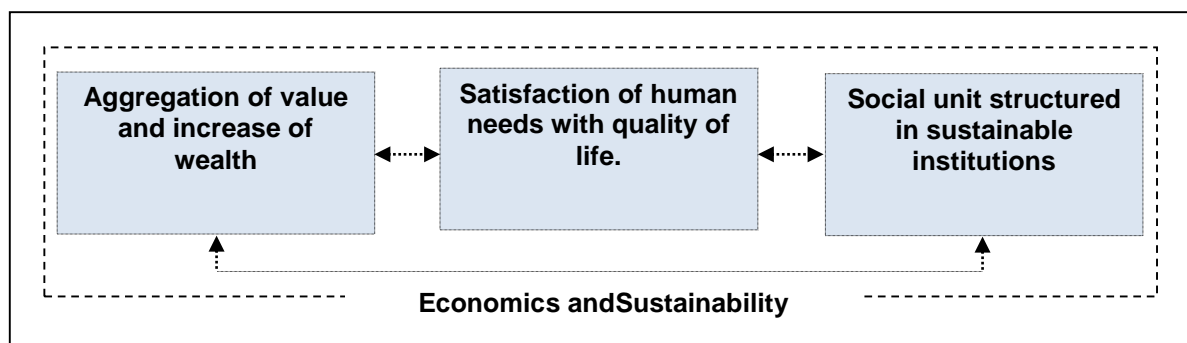 Aggregation of value
and increase of
wealth
Satisfaction of human
needs with quality of
life.
Social unit structured
in sustainable
institutions
Economics andSustainability